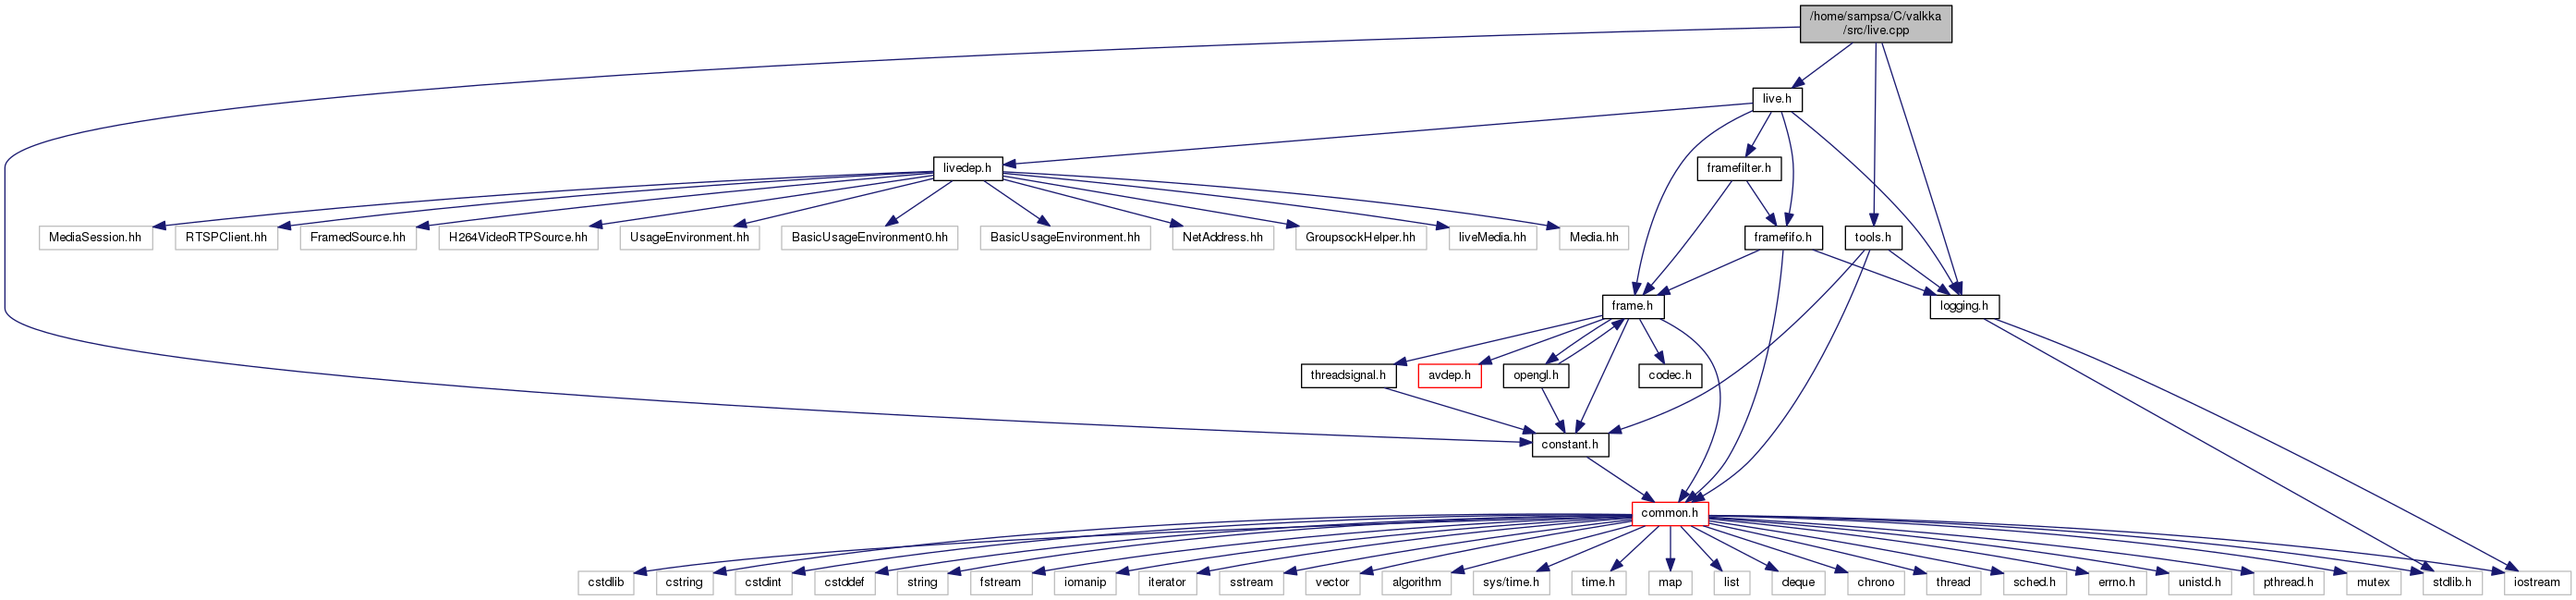 /home/sampsa/C/valkka
/src/live.cpp
live.h
livedep.h
framefilter.h
MediaSession.hh
RTSPClient.hh
FramedSource.hh
H264VideoRTPSource.hh
UsageEnvironment.hh
BasicUsageEnvironment0.hh
BasicUsageEnvironment.hh
NetAddress.hh
GroupsockHelper.hh
liveMedia.hh
Media.hh
framefifo.h
tools.h
frame.h
logging.h
threadsignal.h
avdep.h
opengl.h
codec.h
constant.h
common.h
cstdlib
cstring
cstdint
cstddef
string
fstream
iomanip
iterator
sstream
vector
algorithm
sys/time.h
time.h
map
list
deque
chrono
thread
sched.h
errno.h
unistd.h
pthread.h
mutex
stdlib.h
iostream